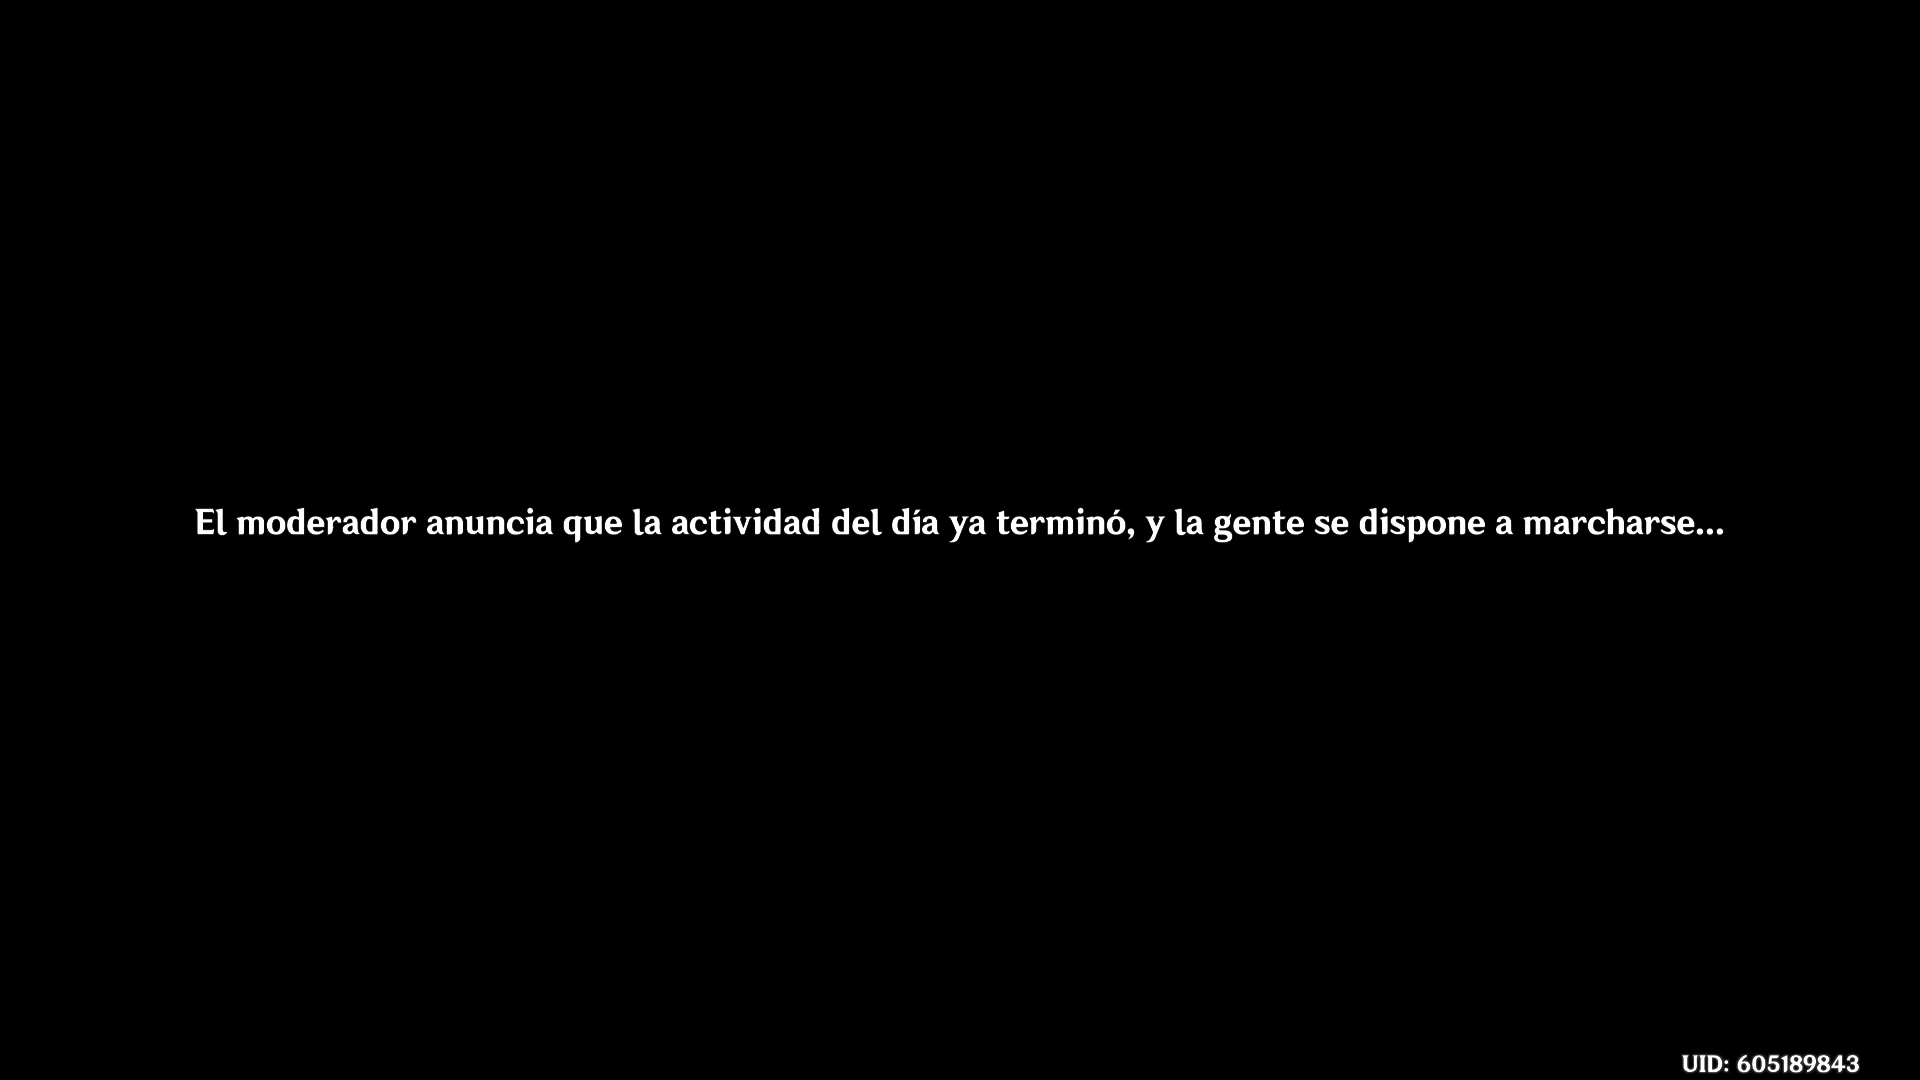 El moderador anuncia que la actividad del día ya terminó, y la gente se dispone a marcharse...
UID: 605189843